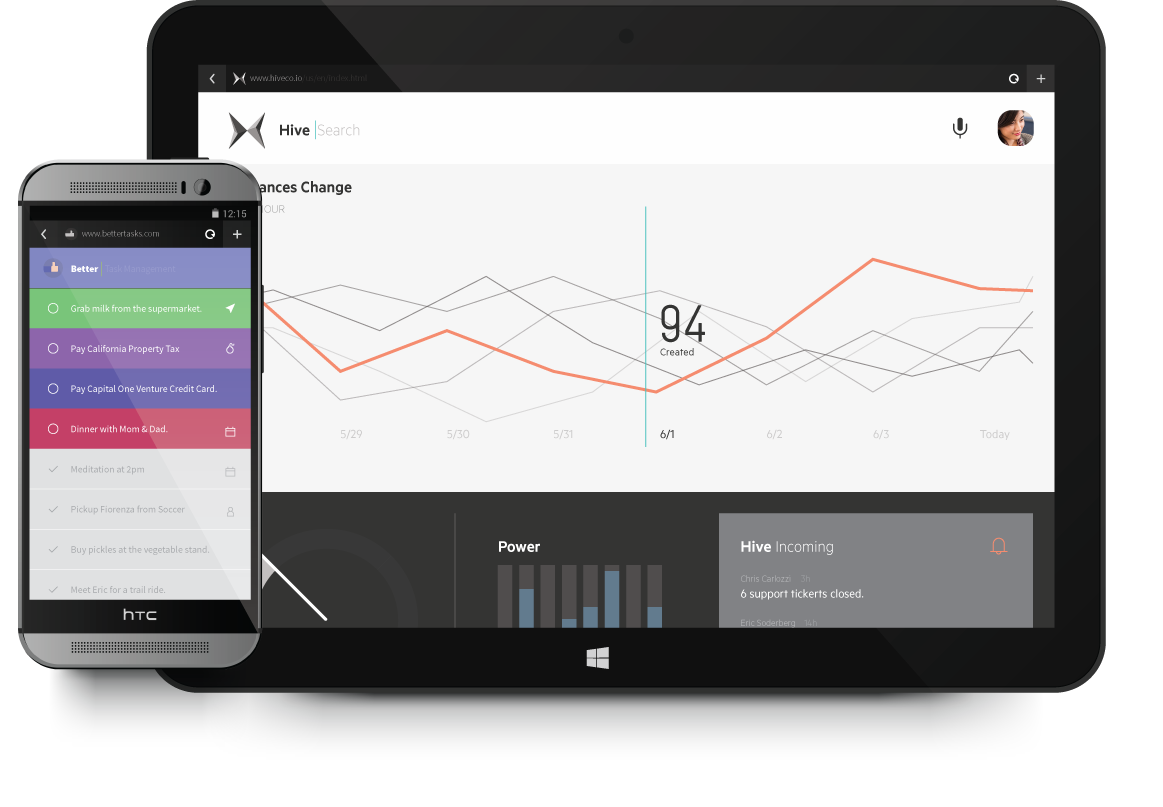 www.hiveco.io/users/index.html
Hive Search
ances Change
OUR
94
Created
5/29 5/30 5/31 6/1 6/2 6/3 Today
Power
Hive Incoming
Chris Carlozzi 3h
6 support tickerts closed.
Eric Soderberg 14h
12:15
www.bettertasks.com
Better Task Management
Grab milk from the supermarket.
Pay California Property Tax
Pay Capital One Venture Credit Card.
Dinner with Mom & Dad.
Meditation at 2pm
Pickup Fiorenza from Soccer
Buy pickles at the vegetable stand.
Meet Eric for a trail ride.
hTC